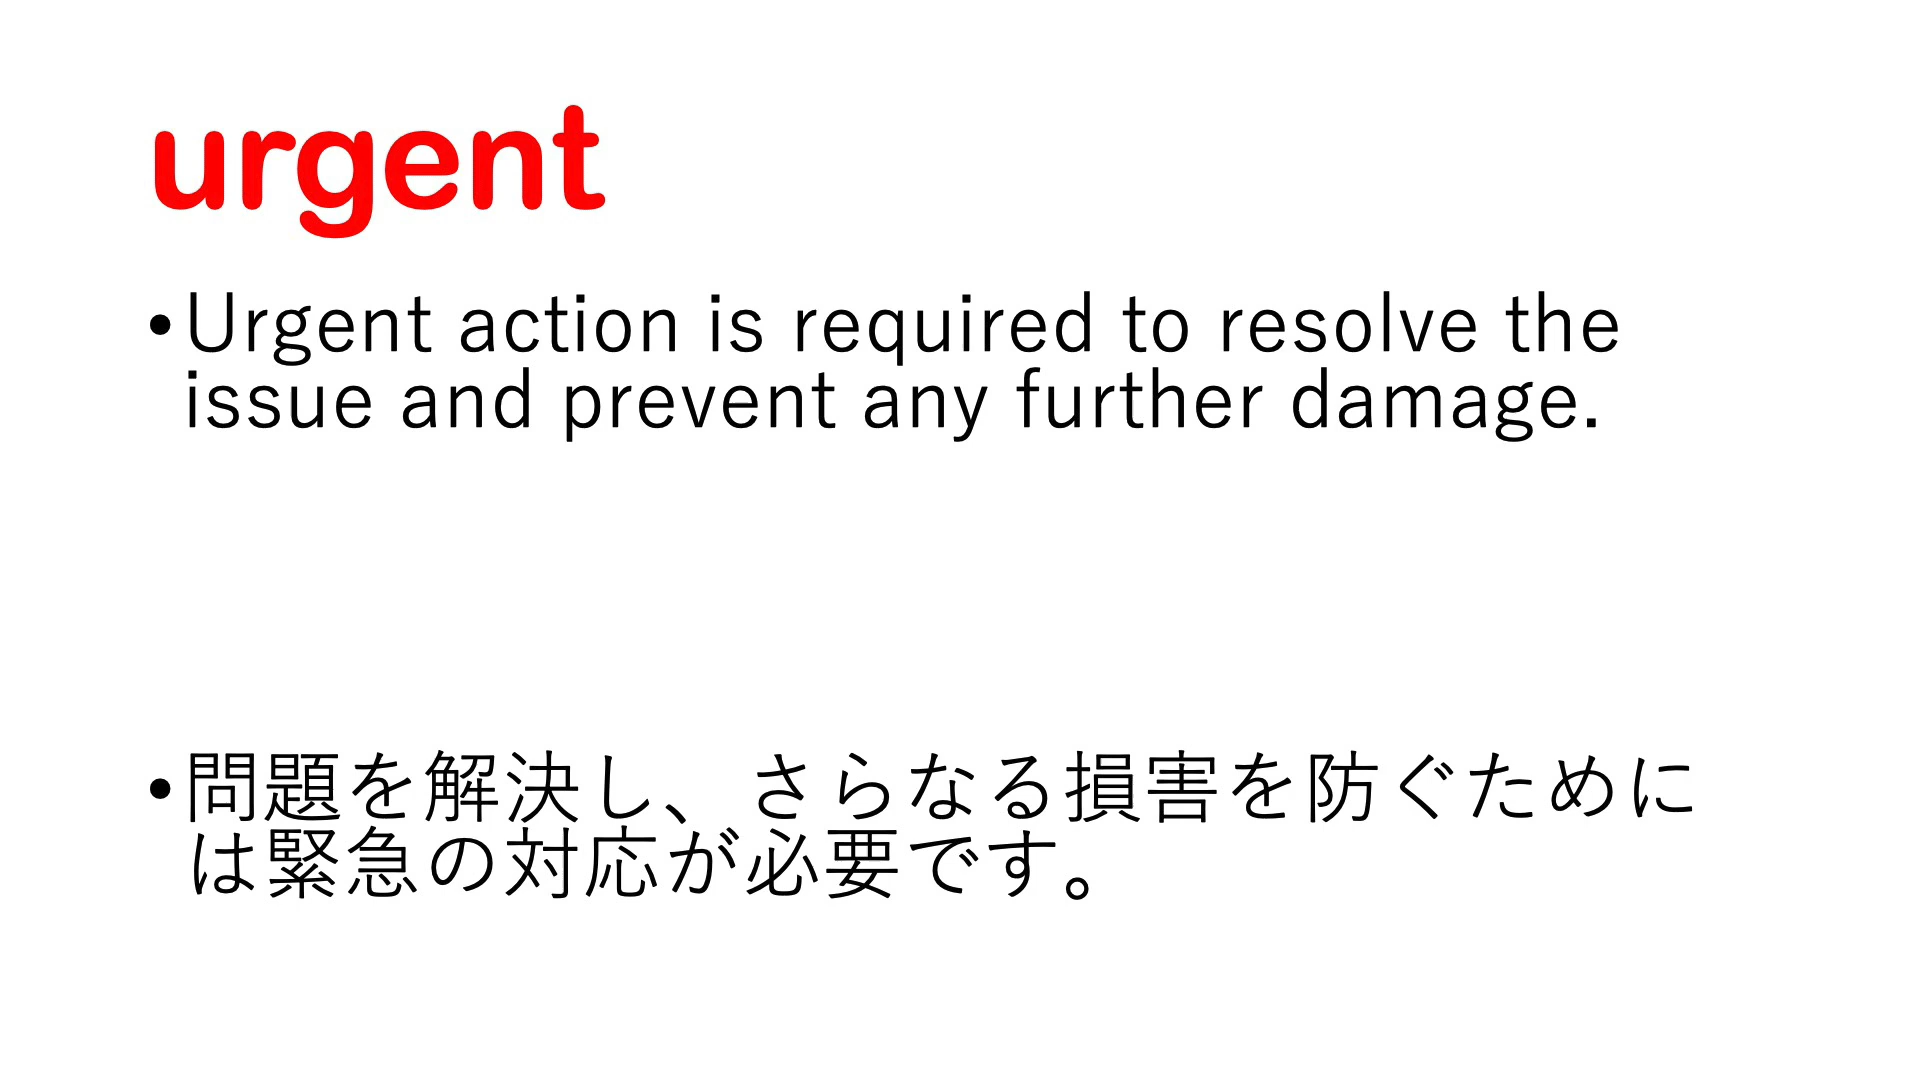 urgent
•Urgent action is required to resolve the
issue and prevent any further damage.
•問題を解決し、さらなる損害を防ぐために
は緊急の対応が必要です。